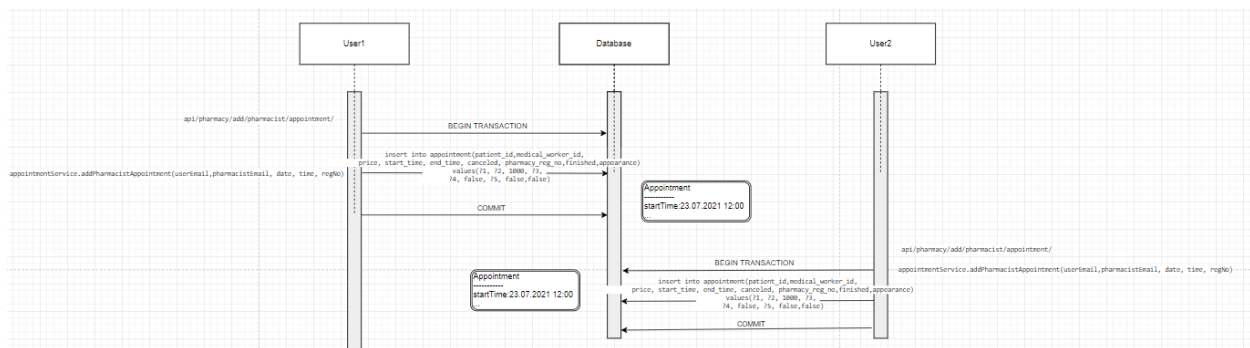 User1
Database
User2
api/pharmacy/add/pharmacist/appointment/
BEGIN TRANSACTION
insert into appointment(patient_id,medical_worker_id,
price, start_time, end_time, canceled, pharmacy_reg_no,finished,appearance)
values(?1, ?2, 1000, ?3,
?4, false, ?5, false,false)
appointmentService.addPharmacistAppointment(userEmail,pharmacistEmail, date, time, regNo)
Appointment
-----------
startTime:23.07.2021 12:00
...
COMMIT
api/pharmacy/add/pharmacist/appointment/
BEGIN TRANSACTION
appointmentService.addPharmacistAppointment(userEmail,pharmacistEmail, date, time, regNo)
Appointment
-----------
startTime:23.07.2021 12:00
...
insert into appointment(patient_id,medical_worker_id,
price, start_time, end_time, canceled, pharmacy_reg_no,finished,appearance)
values(?1, ?2, 1000, ?3,
?4, false, ?5, false,false)
COMMIT